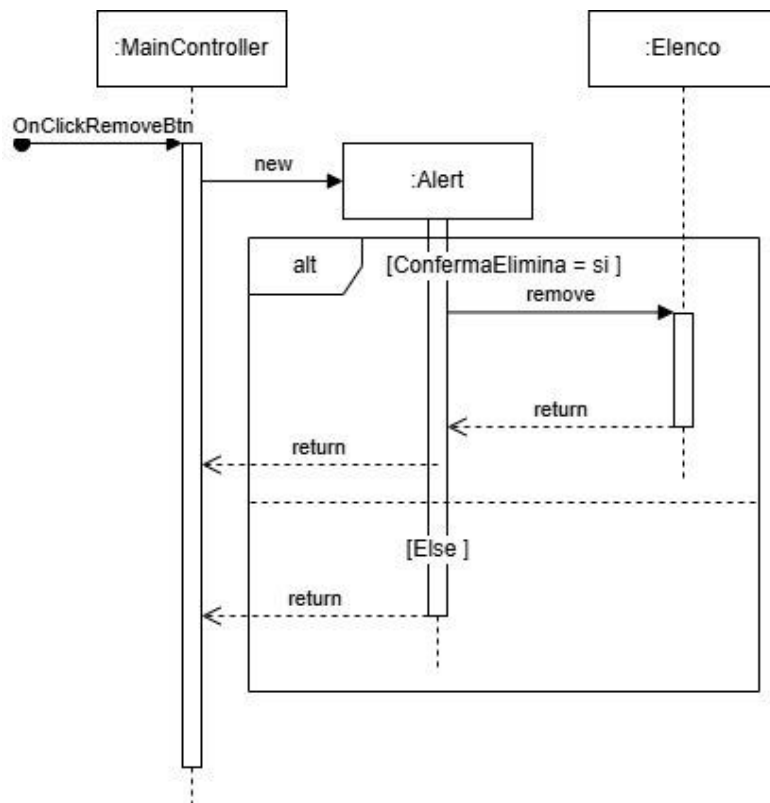 :MainController
:Elenco
OnClickRemoveBtn
new
:Alert
alt
[ConfermaElimina = si ]
remove
return
return
[Else ]
return